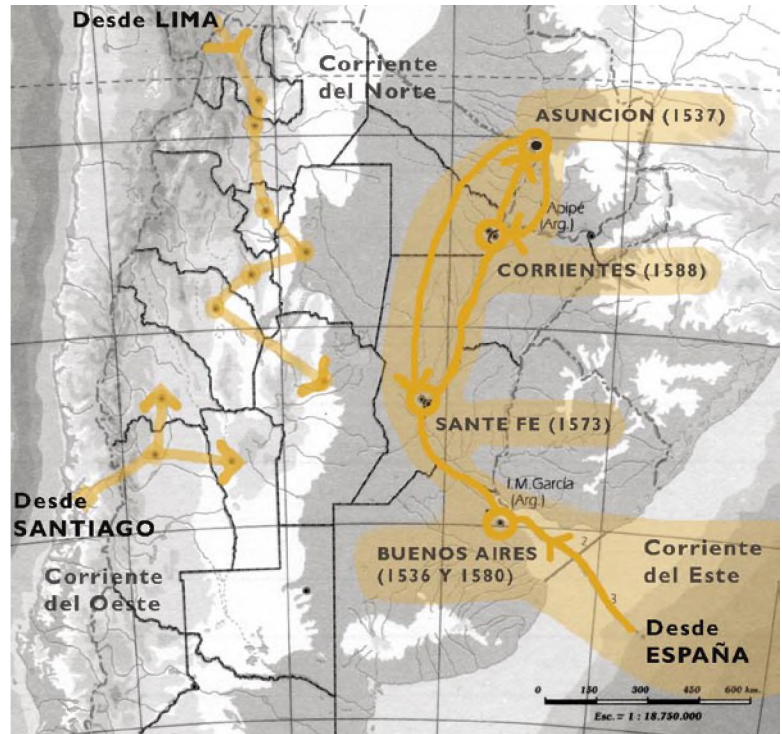 Desde LIMA
Corriente
del Norte
ASUNCIÓN (1537)
Apipé
(Arg.)
CORRIENTES (1588)
SANTE FE (1573)
I.M.García
(Arg.)
Desde
SANTIAGO
BUENOS AIRES
(1536 Y 1580)
Corriente
del Este
2
3
Corriente
del Oeste
Desde
ESPAÑA
0 150 300 450 600 km.
Esc. = 1 : 18.750.000